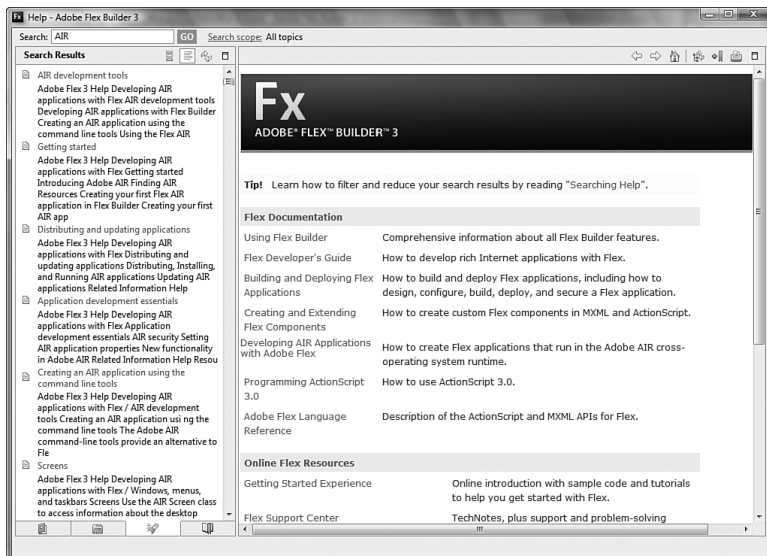 Help - Adobe Flex Builder 3
Search: AIR GO Search scope: All topics
Search Results
AIR development tools
Adobe Flex 3 Help Developing AIR
applications with Flex AIR development tools
Developing AIR applications with Flex Builder
Creating an AIR application using the
command line tools Using the Flex AIR
Getting started
Adobe Flex 3 Help Developing AIR
applications with Flex Getting started
Introducing Adobe AIR Finding AIR
Resources Creating your first Flex AIR
application in Flex Builder Creating your first
AIR app
Distributing and updating applications
Adobe Flex 3 Help Developing AIR
applications with Flex Distributing and
updating applications Distributing, Installing,
and Running AIR applications Updating AIR
applications Related Information Help
Application development essentials
Adobe Flex 3 Help Developing AIR
applications with Flex Application
development essentials AIR security Setting
AIR application properties New functionality
in Adobe AIR Related Information Help Resou
Creating an AIR application using the
command line tools
Adobe Flex 3 Help Developing AIR
applications with Flex / AIR development
tools Creating an AIR application usi ng the
command line tools The Adobe AIR
command-line tools provide an alternative to
Fle
Screens
Adobe Flex 3 Help Developing AIR
applications with Flex / Windows, menus,
and taskbars Screens Use the AIR Screen class
to access information about the desktop
Fx
ADOBE® FLEX™ BUILDER™ 3
Tip! Learn how to filter and reduce your search results by reading "Searching Help".
Flex Documentation
Using Flex Builder Comprehensive information about all Flex Builder features.
Flex Developer's Guide How to develop rich Internet applications with Flex.
Building and Deploying Flex How to build and deploy Flex applications, including how to
Applications design, configure, build, deploy, and secure a Flex application.
Creating and Extending How to create custom Flex components in MXML and ActionScript.
Flex Components
Developing AIR Applications How to create Flex applications that run in the Adobe AIR cross-
with Adobe Flex operating system runtime.
Programming ActionScript How to use ActionScript 3.0.
3.0
Adobe Flex Language Description of the ActionScript and MXML APIs for Flex.
Reference
Online Flex Resources
Getting Started Experience Online introduction with sample code and tutorials
to help you get started with Flex.
Flex Support Center TechNotes, plus support and problem-solving